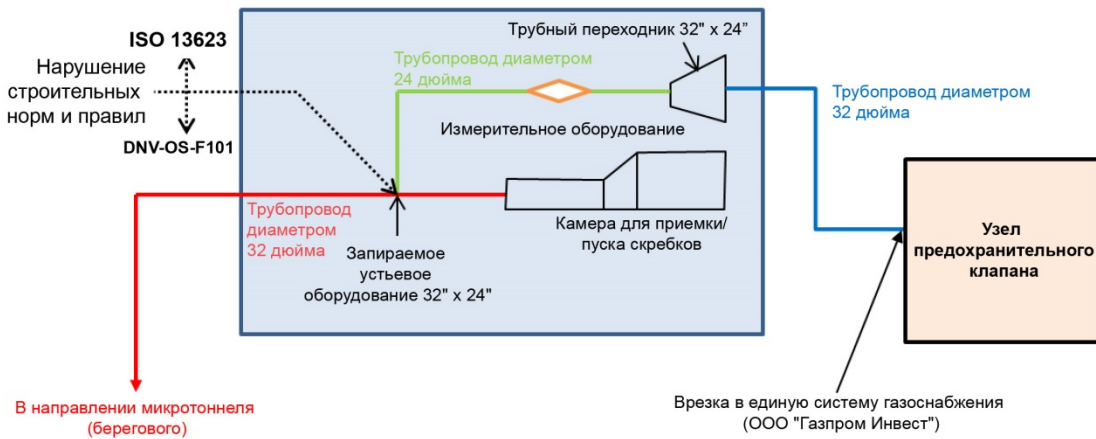 ISO 13623
Нарушение
строительных
норм и правил
DNV-OS-F101
Трубный переходник 32" x 24”
Трубопровод диаметром
24 дюйма
Измерительное оборудование
Трубопровод диаметром
32 дюйма
Трубопровод
диаметром
32 дюйма
Камера для приемки/
пуска скребков
Запираемое
устьевое
оборудование 32" x 24"
Узел
предохранительного
клапана
В направлении микротоннеля
(берегового)
Врезка в единую систему газоснабжения
(ООО "Газпром Инвест")